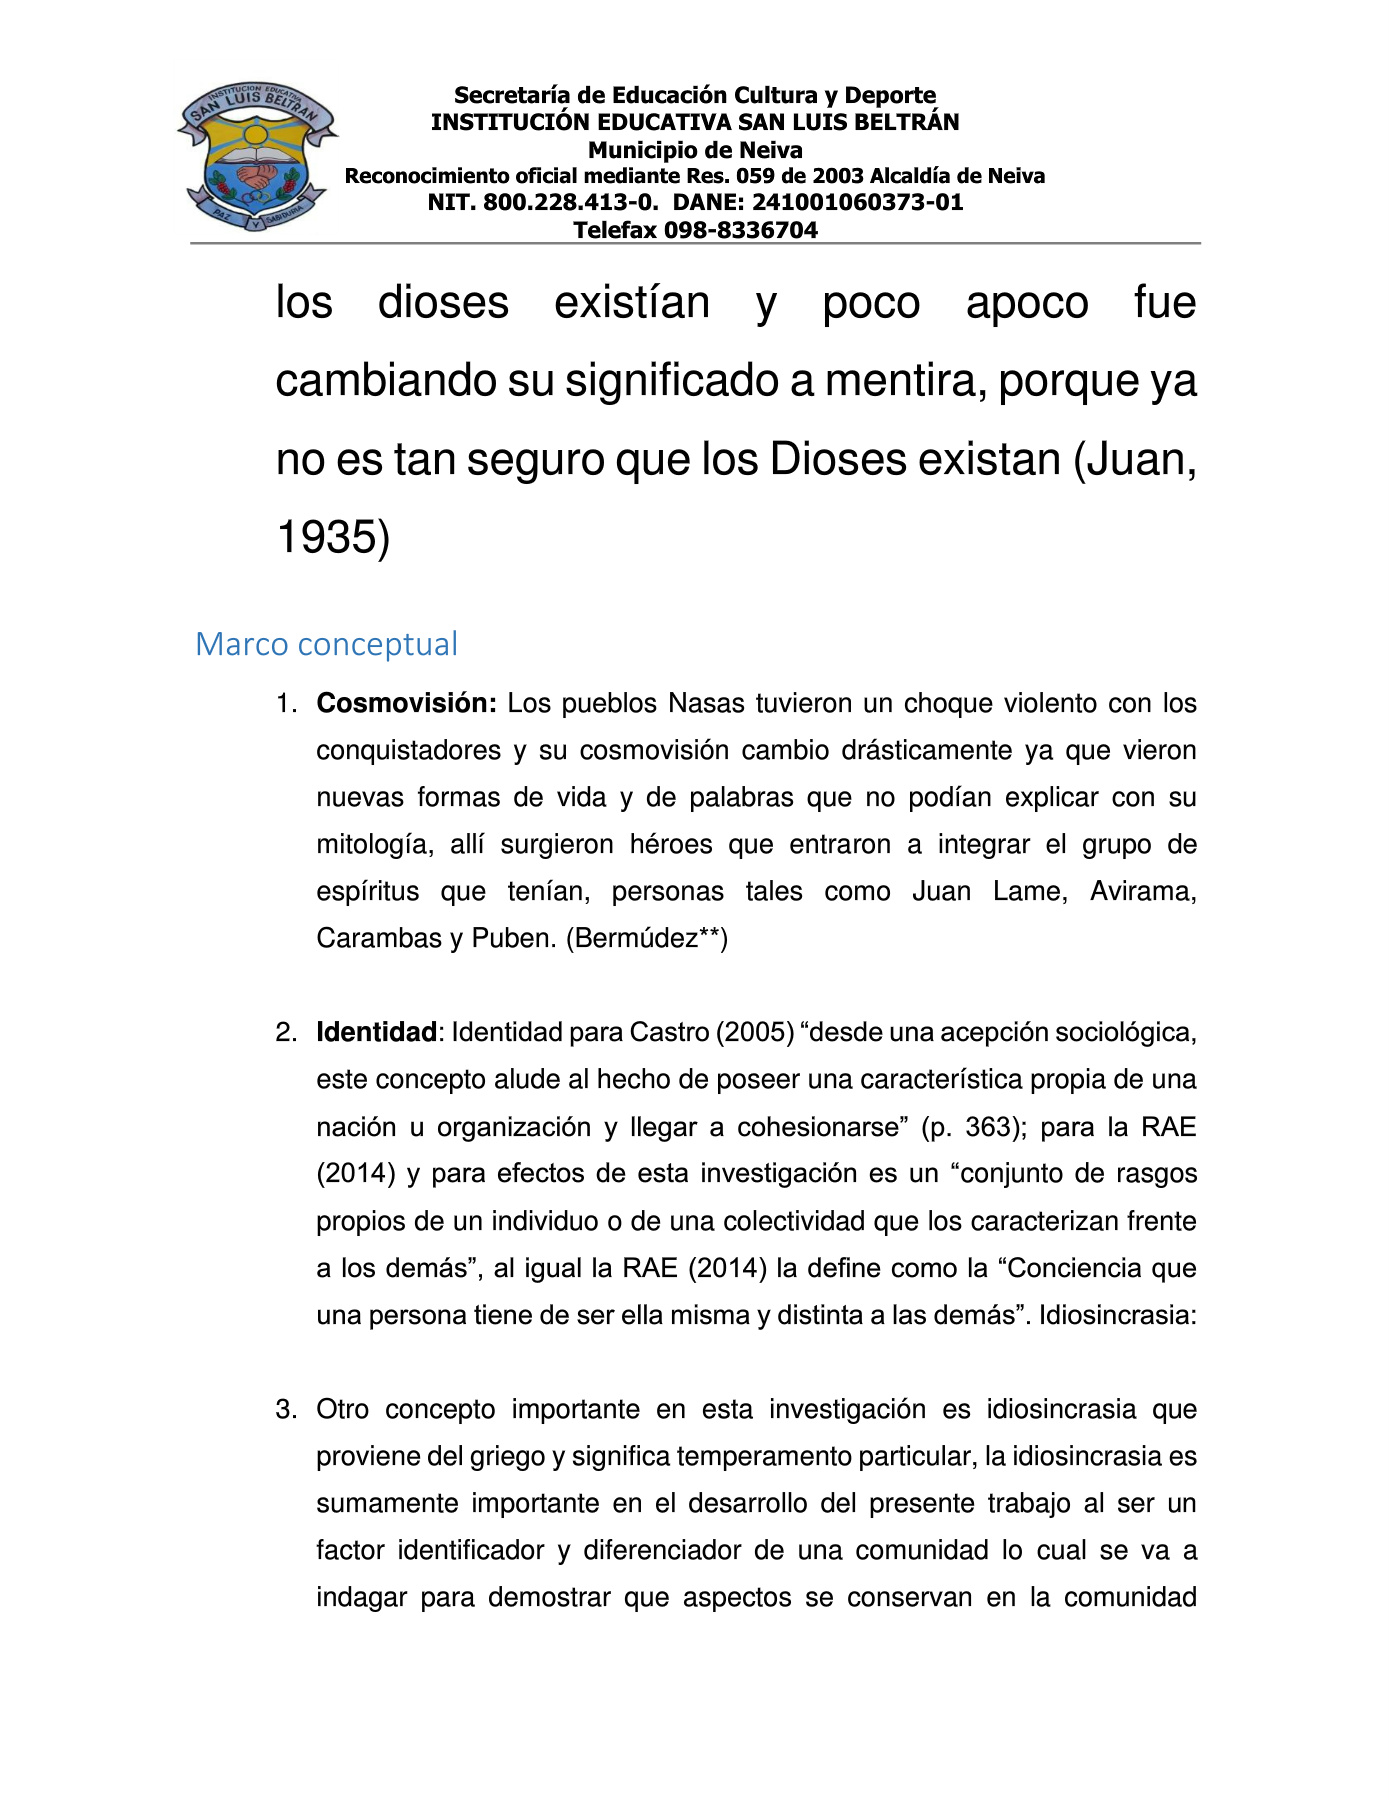 INSTITUCION EDUCATIVA
SAN LUIS BELTRAN
PAZ Y SABIDURIA
Secretaría de Educación Cultura y Deporte
INSTITUCIÓN EDUCATIVA SAN LUIS BELTRÁN
Municipio de Neiva
Reconocimiento oficial mediante Res. 059 de 2003 Alcaldía de Neiva
NIT. 800.228.413-0. DANE: 241001060373-01
Telefax 098-8336704
los dioses existían y poco apoco fue
cambiando su significado a mentira, porque ya
no es tan seguro que los Dioses existan (Juan,
1935)
Marco conceptual
1. Cosmovisión: Los pueblos Nasas tuvieron un choque violento con los
conquistadores y su cosmovisión cambio drásticamente ya que vieron
nuevas formas de vida y de palabras que no podían explicar con su
mitología, allí surgieron héroes que entraron a integrar el grupo de
espíritus que tenían, personas tales como Juan Lame, Avirama,
Carambas y Puben. (Bermúdez**)
2. Identidad: Identidad para Castro (2005) “desde una acepción sociológica,
este concepto alude al hecho de poseer una característica propia de una
nación u organización y llegar a cohesionarse” (p. 363); para la RAE
(2014) y para efectos de esta investigación es un “conjunto de rasgos
propios de un individuo o de una colectividad que los caracterizan frente
a los demás”, al igual la RAE (2014) la define como la “Conciencia que
una persona tiene de ser ella misma y distinta a las demás”. Idiosincrasia:
3. Otro concepto importante en esta investigación es idiosincrasia que
proviene del griego y significa temperamento particular, la idiosincrasia es
sumamente importante en el desarrollo del presente trabajo al ser un
factor identificador y diferenciador de una comunidad lo cual se va a
indagar para demostrar que aspectos se conservan en la comunidad